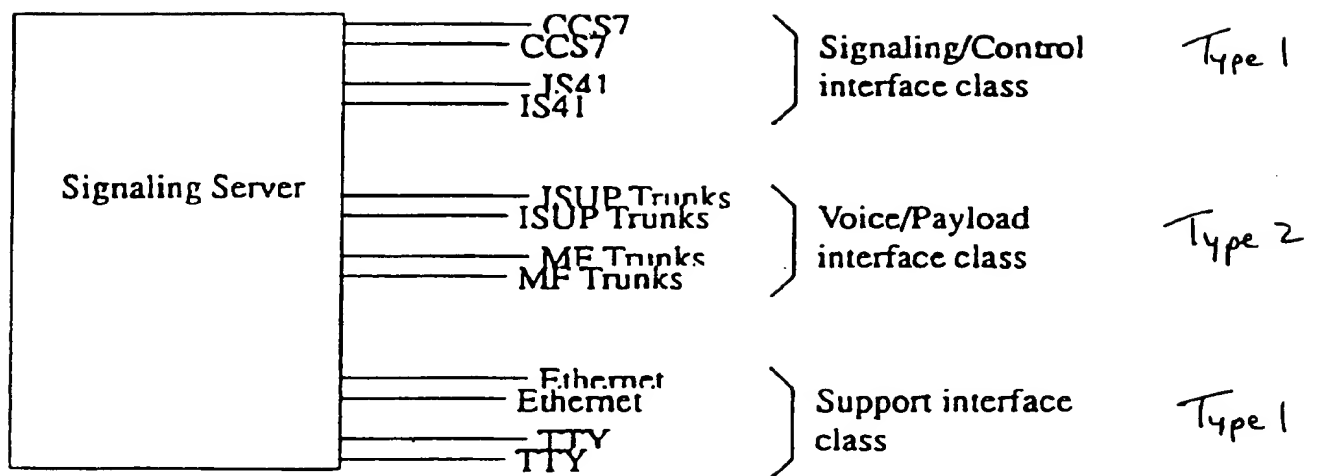 CCS7
CCS7
Signaling/Control
interface class
Type 1
IS41
IS41
Signaling Server
ISUP Trunks
ISUP Trunks
Voice/Payload
interface class
Type 2
MF Trunks
MF Trunks
Ethernet
Ethernet
Support interface
class
Type 1
TTY
TTY